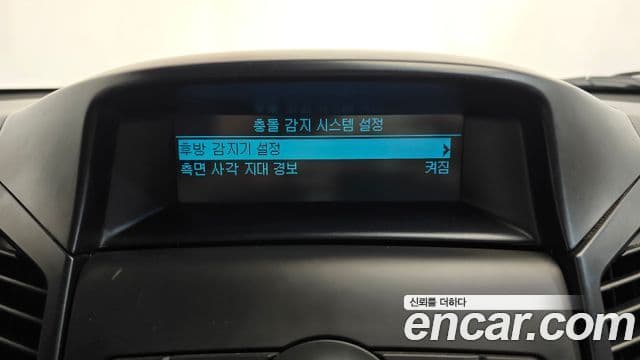 충돌 감지 시스템 설정
후방 감지기 설정
측면 사각 지대 경보 켜짐
신뢰를 더하다
encar.com